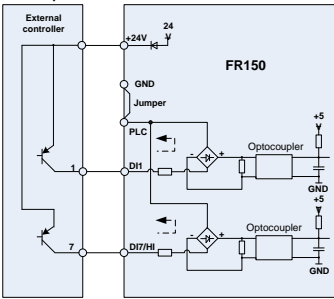 External
controller
24
V
+24V
FR150
GND
Jumper
PLC
+5
V
Optocoupler
1
DI1
GND
+5
V
Optocoupler
7
DI7/HI
GND